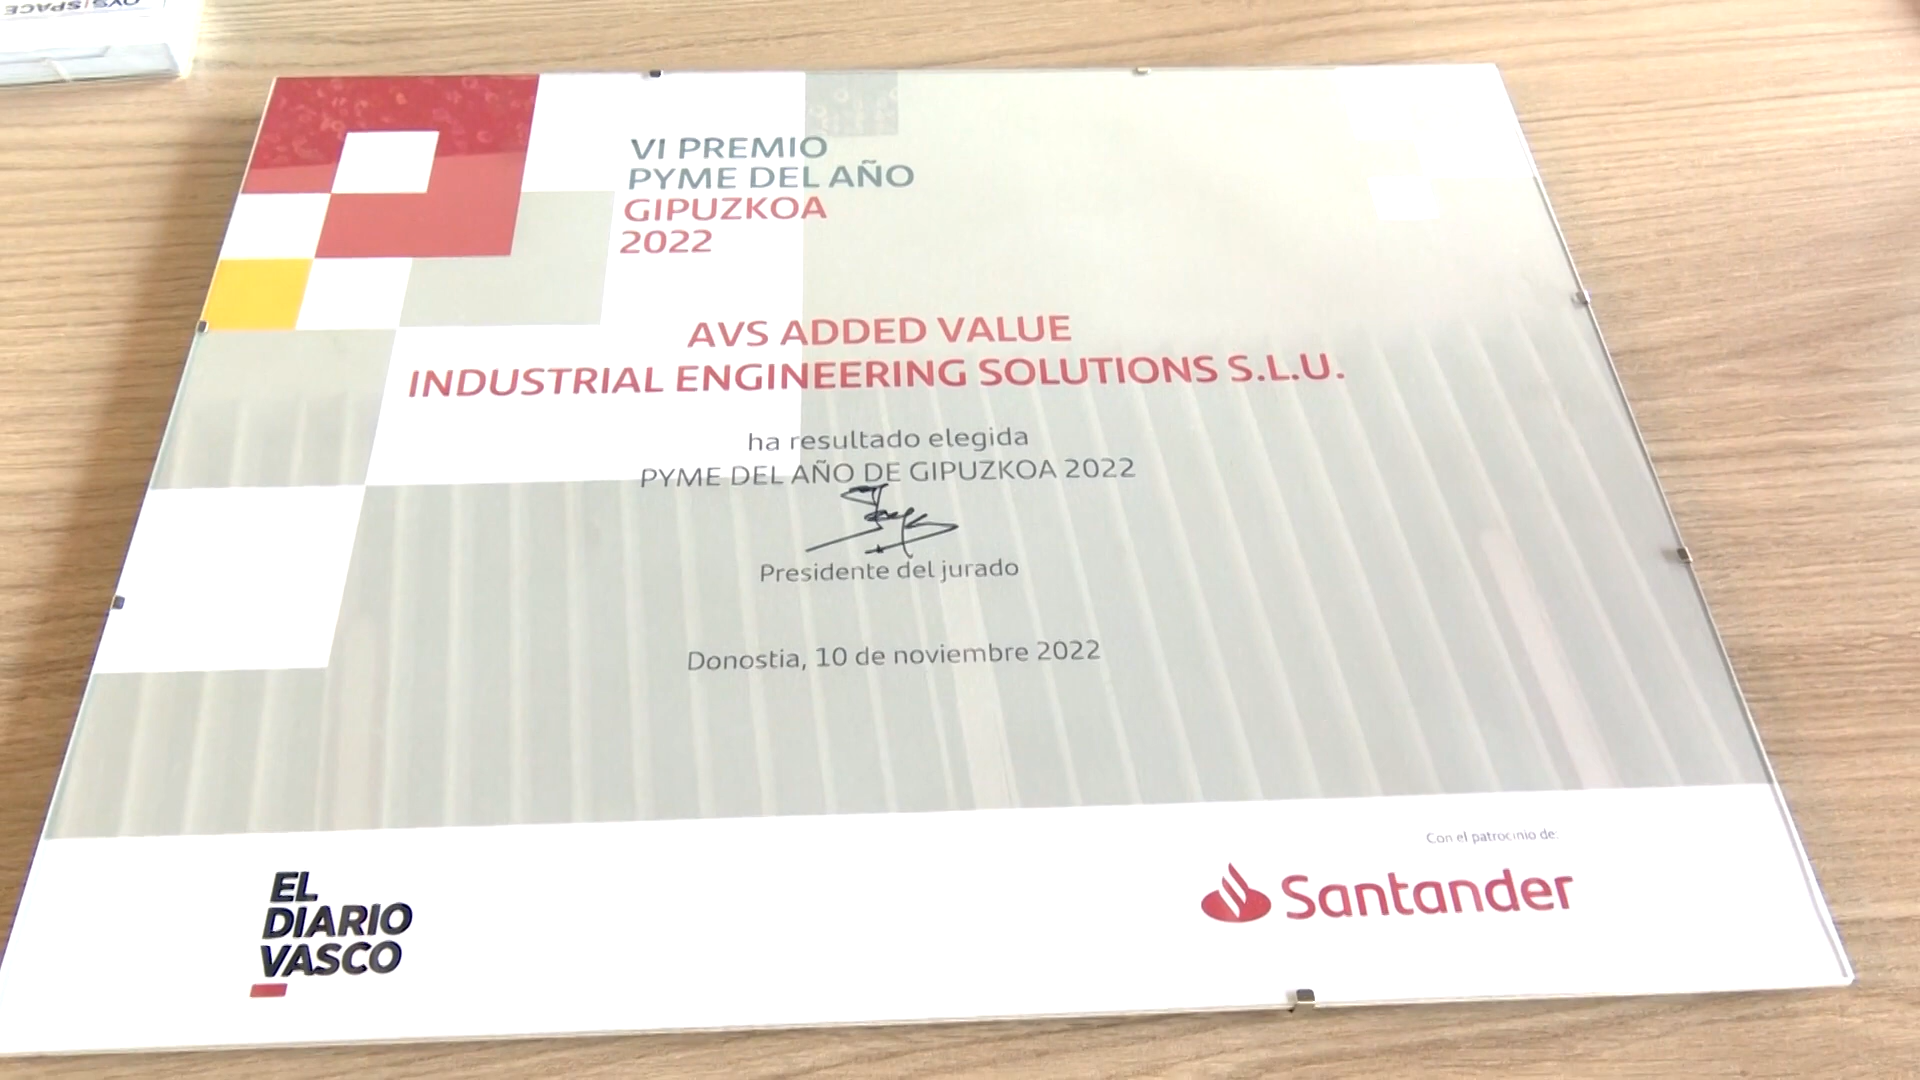 AVS|SPACE
VI PREMIO
PYME DEL AÑO
GIPUZKOA
2022
AVS ADDED VALUE
INDUSTRIAL ENGINEERING SOLUTIONS S.L.U.
ha resultado elegida
PYME DEL AÑO DE GIPUZKOA 2022
Presidente del jurado
Donostia, 10 de noviembre 2022
Con el patrocinio de:
Santander
EL
DIARIO
VASCO